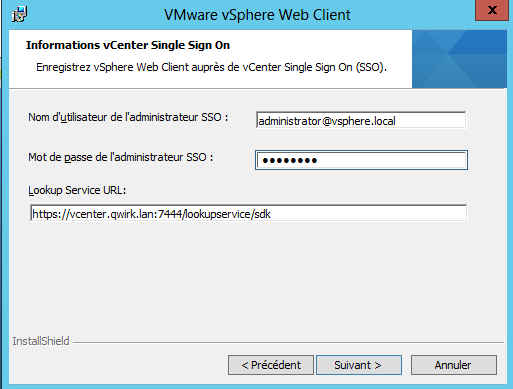 VMware vSphere Web Client
x
Informations vCenter Single Sign On
Enregistrez vSphere Web Client auprès de vCenter Single Sign On (SSO).
Nom d'utilisateur de l'administrateur SSO :
administrator@vsphere.local
Mot de passe de l'administrateur SSO :
●●●●●●●●
Lookup Service URL:
https://vcenter.qwirk.lan:7444/lookupservice/sdk
InstallShield
< Précédent
Suivant >
Annuler